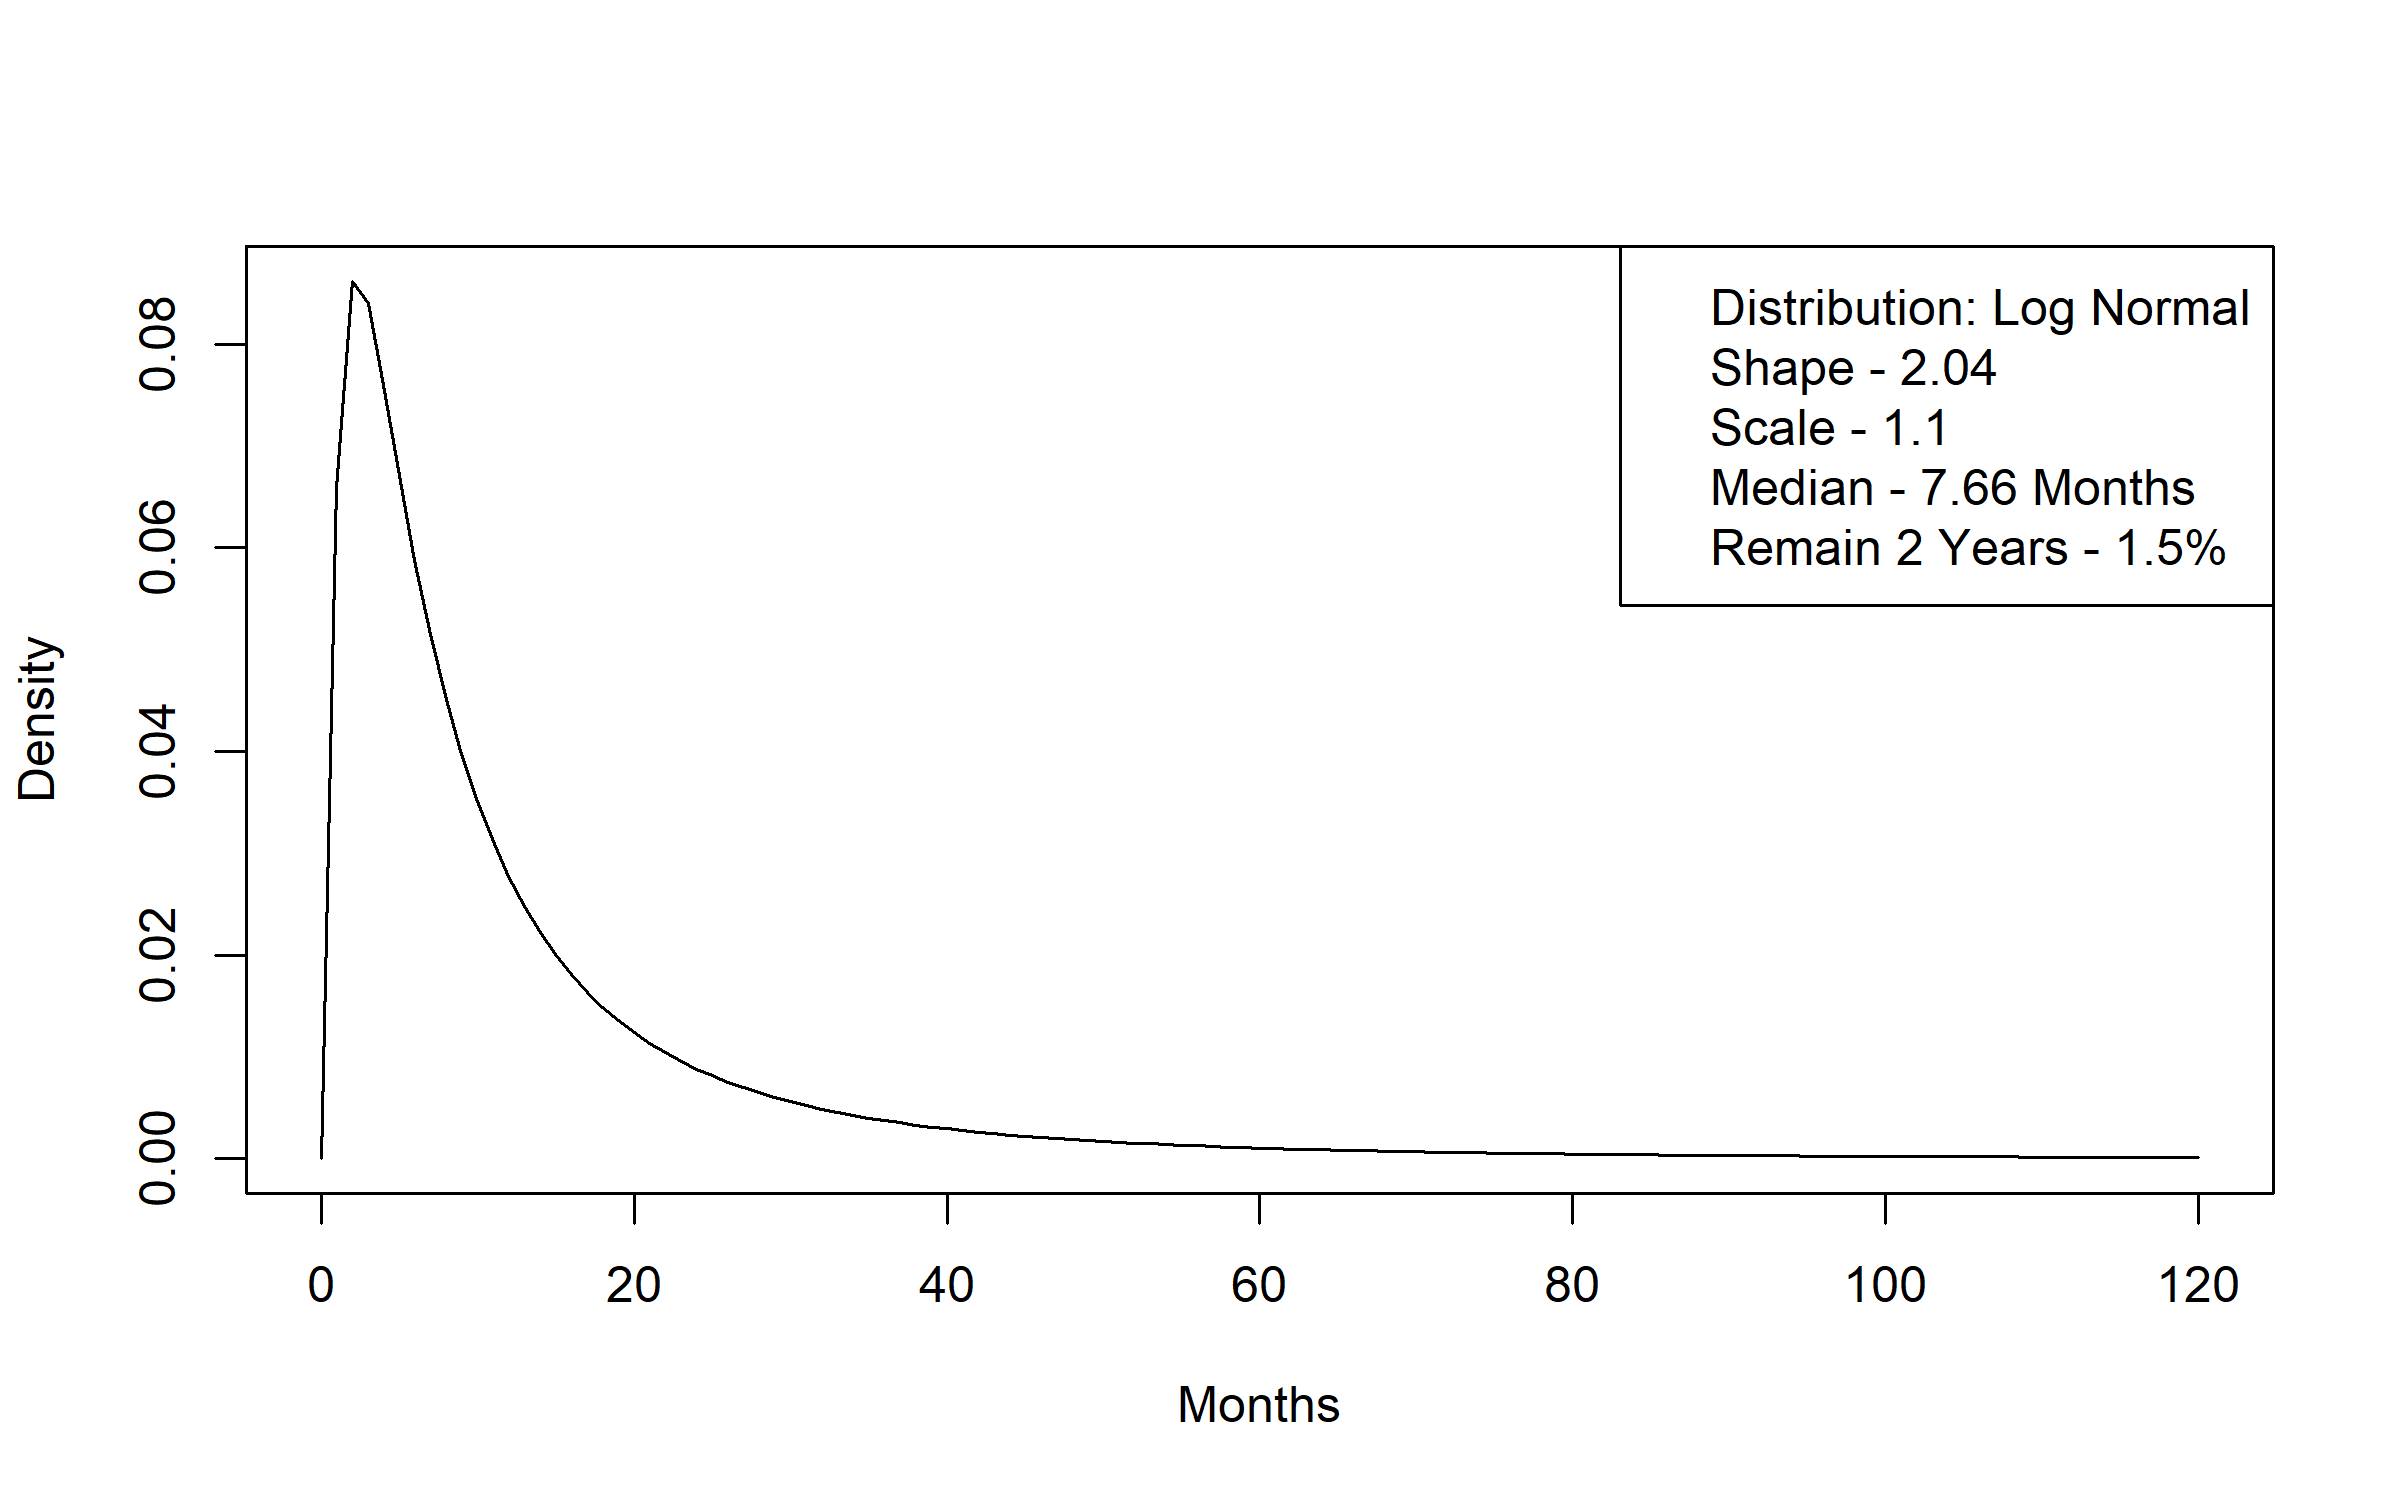 Distribution: Log Normal
Shape - 2.04
Scale - 1.1
Median - 7.66 Months
Remain 2 Years - 1.5%
Density
0.08
0.06
0.04
0.02
0.00
0 20 40 60 80 100 120
Months